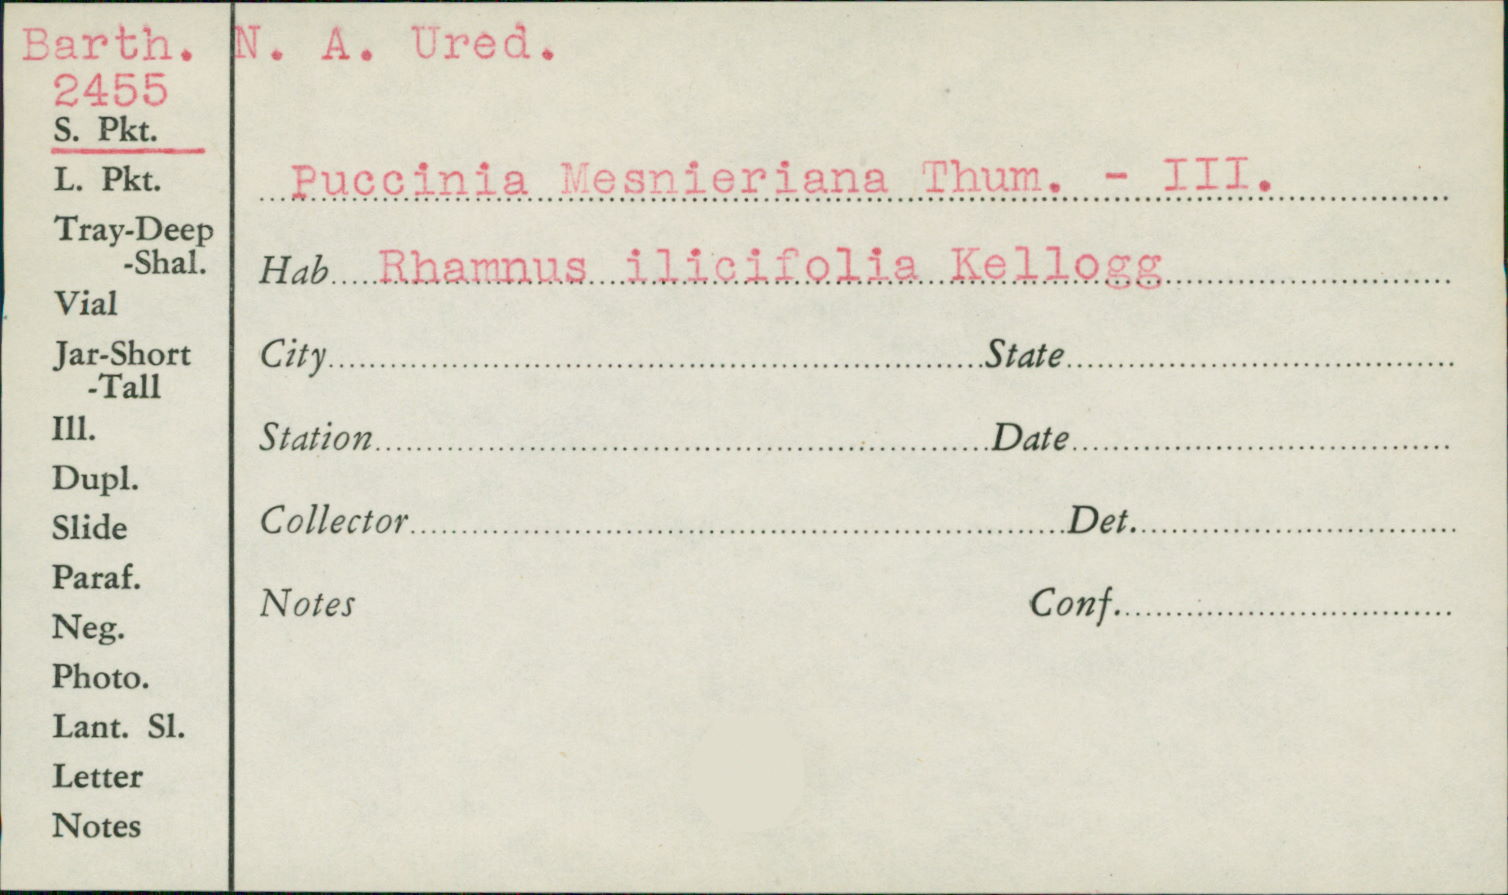 Barth. N. A. Ured.
2455
S. Pkt.
L. Pkt.
Tray-Deep
-Shal.
Vial
Jar-Short
-Tall
Ill.
Dupl.
Slide
Paraf.
Neg.
Photo.
Lant. Sl.
Letter
Notes
Puccinia Mesnieriana Thum. - III.
Hab Rhamnus ilicifolia Kellogg
City State
Station Date
Collector Det.
Notes Conf.